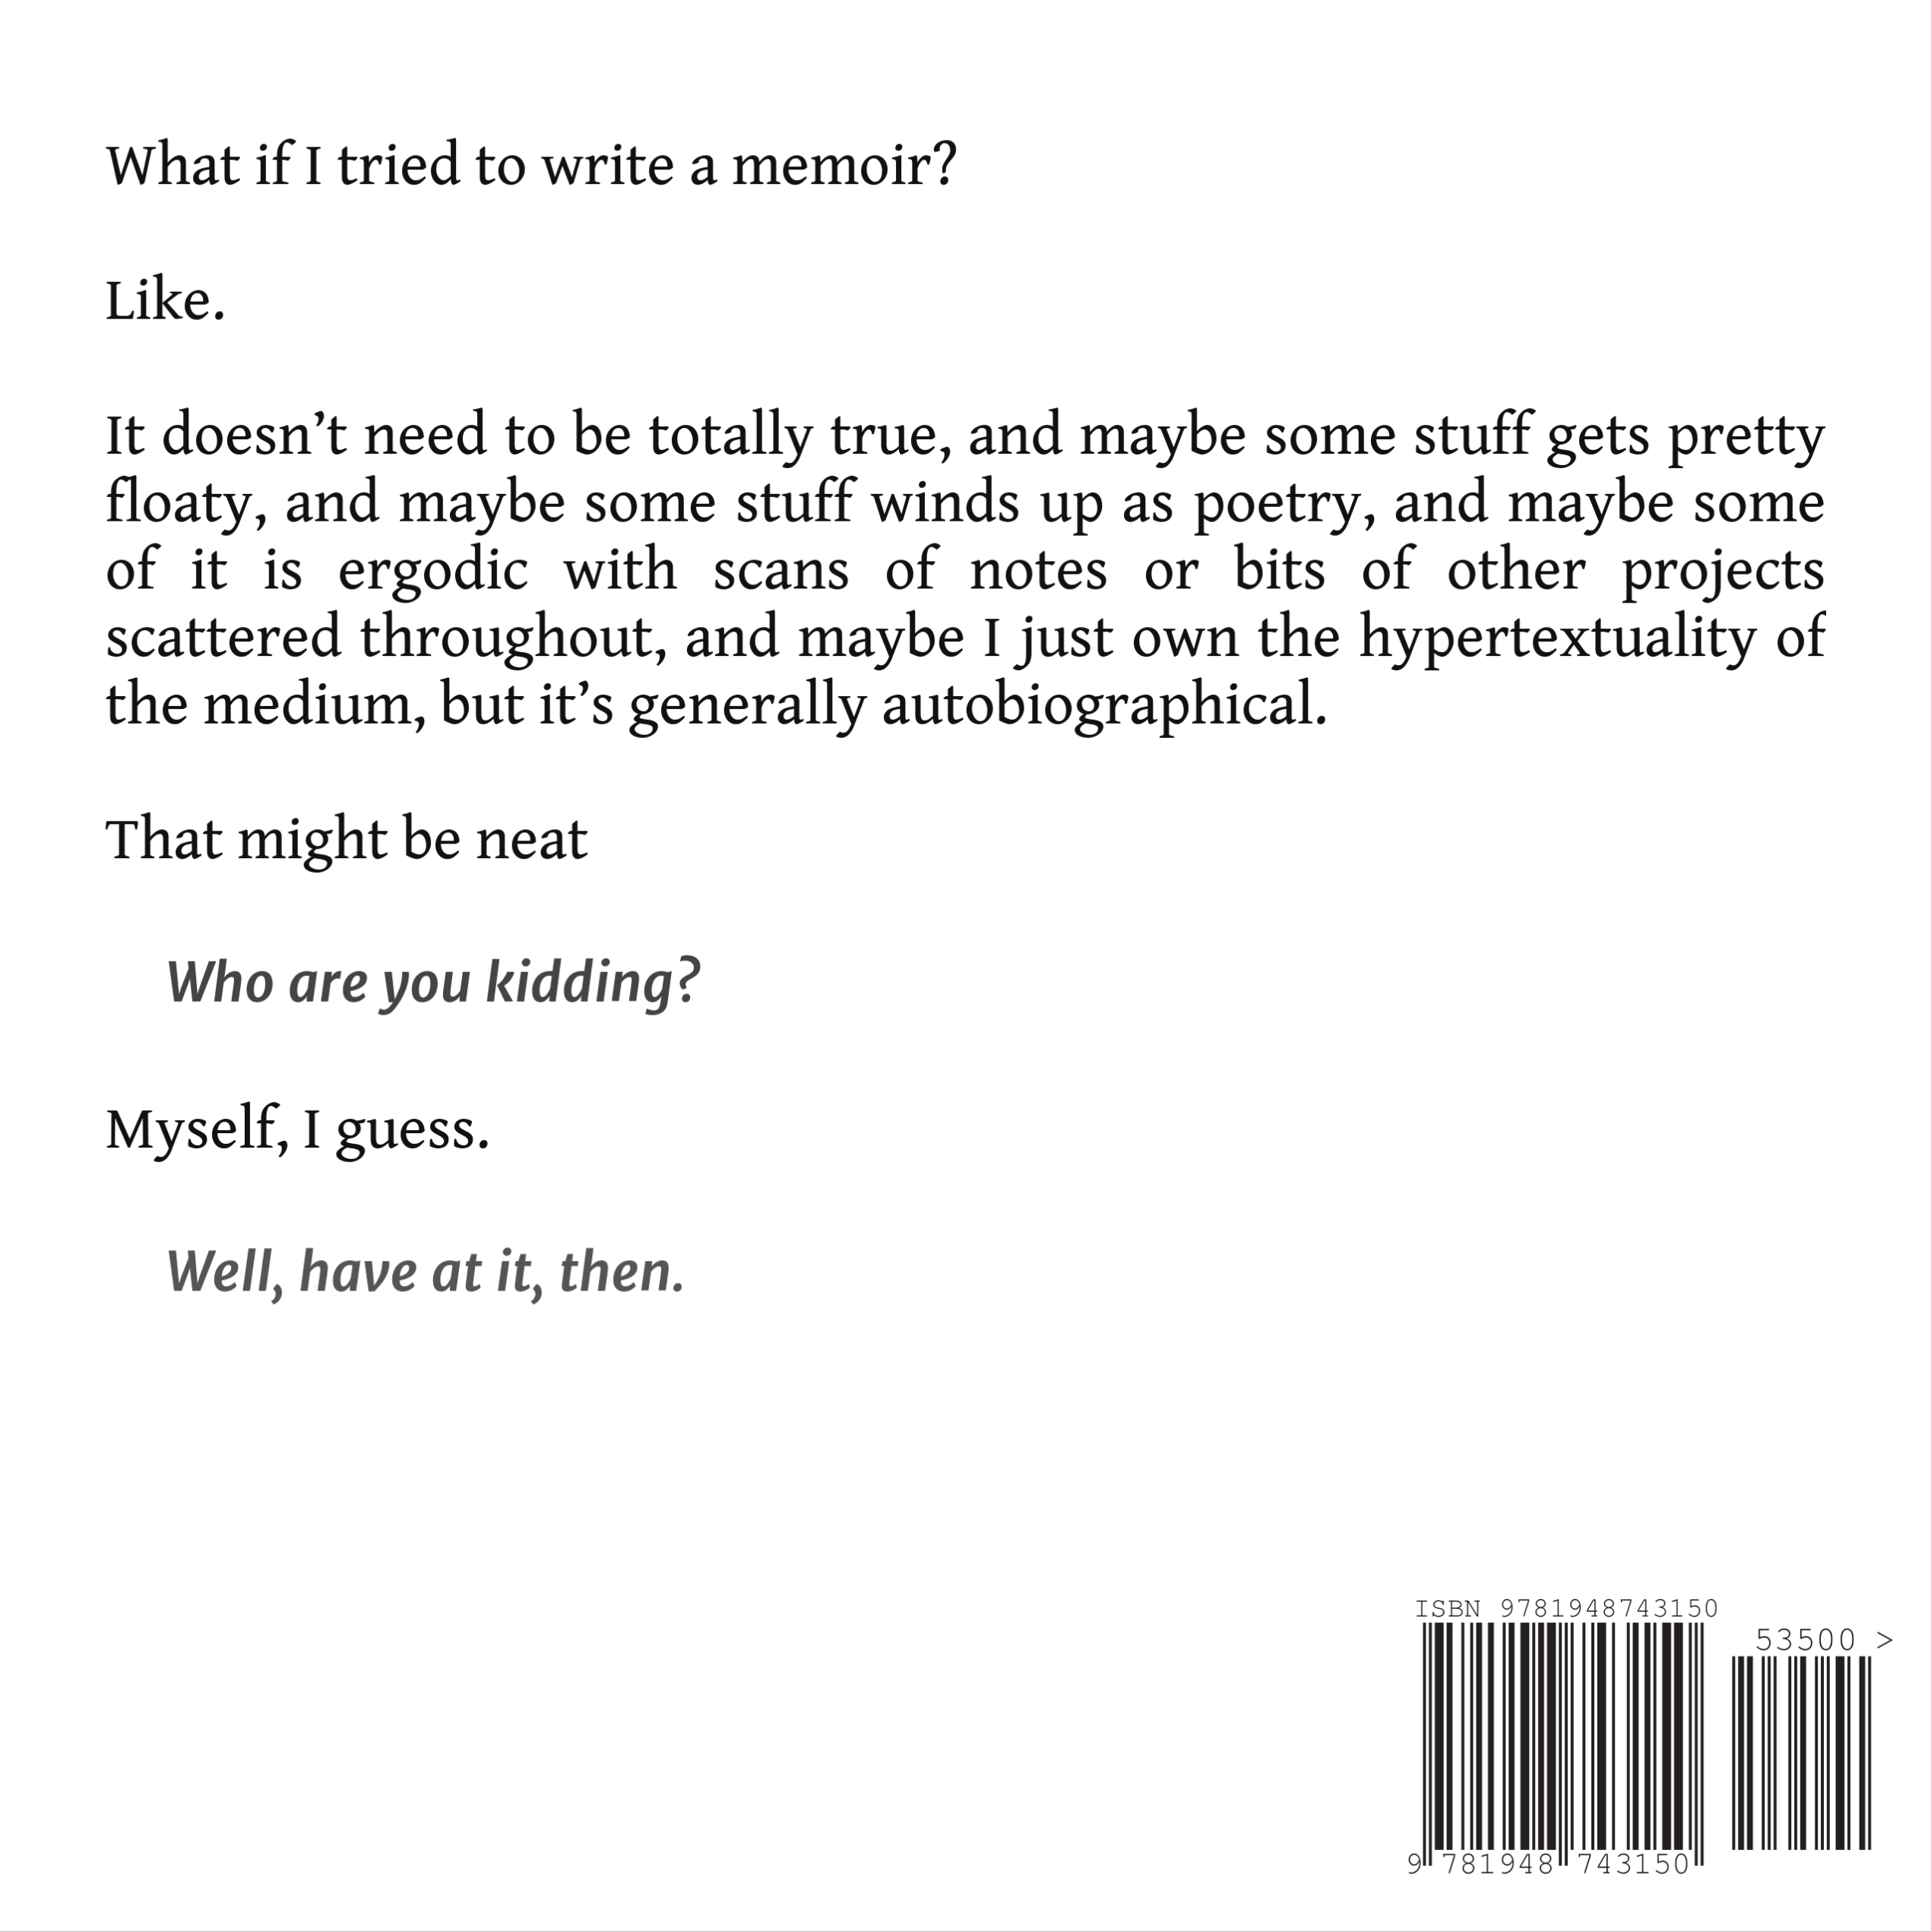 What if I tried to write a memoir?
Like.
It doesn’t need to be totally true, and maybe some stuff gets pretty
floaty, and maybe some stuff winds up as poetry, and maybe some
of it is ergodic with scans of notes or bits of other projects
scattered throughout, and maybe I just own the hypertextuality of
the medium, but it’s generally autobiographical.
That might be neat
Who are you kidding?
Myself, I guess.
Well, have at it, then.
ISBN 9781948743150
53500 >
9 781948 743150